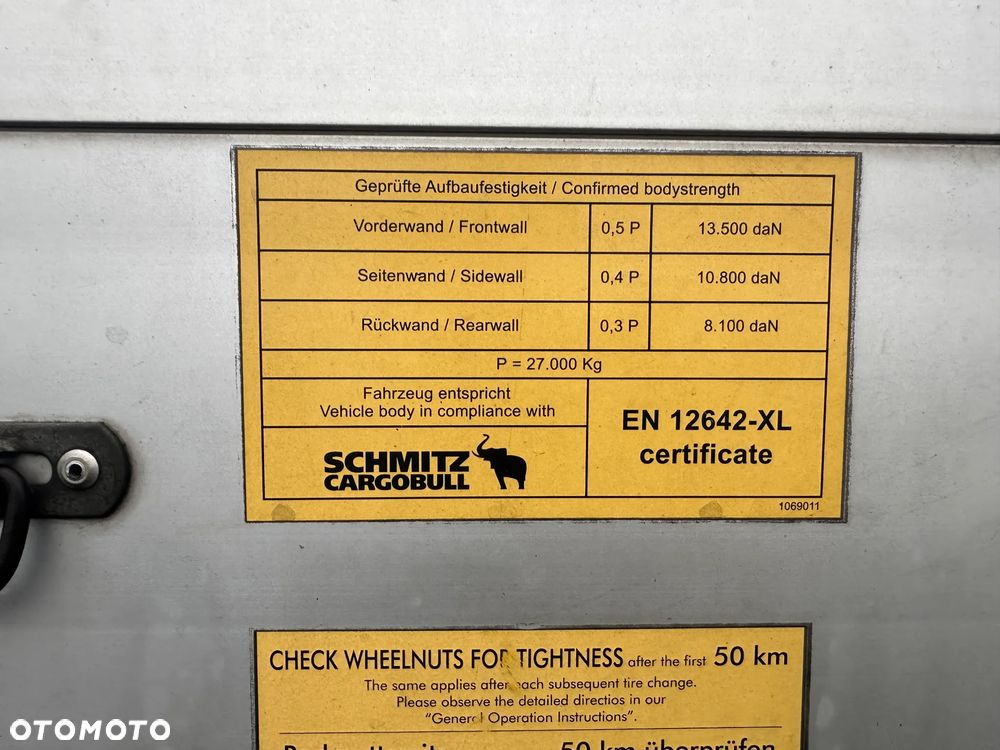 Geprüfte Aufbaufestigkeit / Confirmed bodystrength
Vorderwand / Frontwall 0,5 P 13.500 daN
Seitenwand / Sidewall 0,4 P 10.800 daN
Rückwand / Rearwall 0,3 P 8.100 daN
P = 27.000 Kg
Fahrzeug entspricht
Vehicle body in compliance with
EN 12642-XL
certificate
SCHMITZ
CARGOBULL
1069011
CHECK WHEELNUTS FOR TIGHTNESS after the first 50 km
The same applies after each subsequent tire change.
Please observe the detailed directios in our
"General Operation Instructions".
50 km überprüfen
OTOMOTO